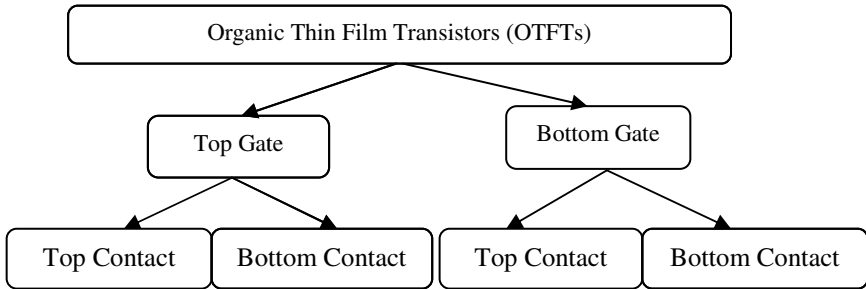 Organic Thin Film Transistors (OTFTs)
Top Gate
Bottom Gate
Top Contact
Bottom Contact
Top Contact
Bottom Contact